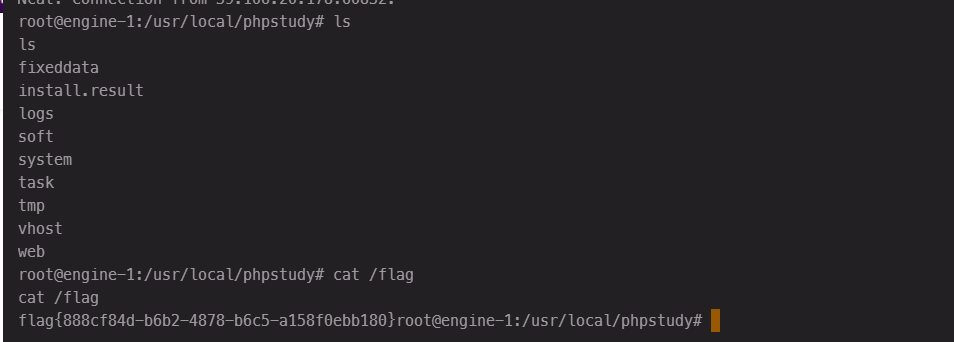 root@engine-1:/usr/local/phpstudy# ls
ls
fixeddata
install.result
logs
soft
system
task
tmp
vhost
web
root@engine-1:/usr/local/phpstudy# cat /flag
cat /flag
flag{888cf84d-b6b2-4878-b6c5-a158f0ebb180}root@engine-1:/usr/local/phpstudy#